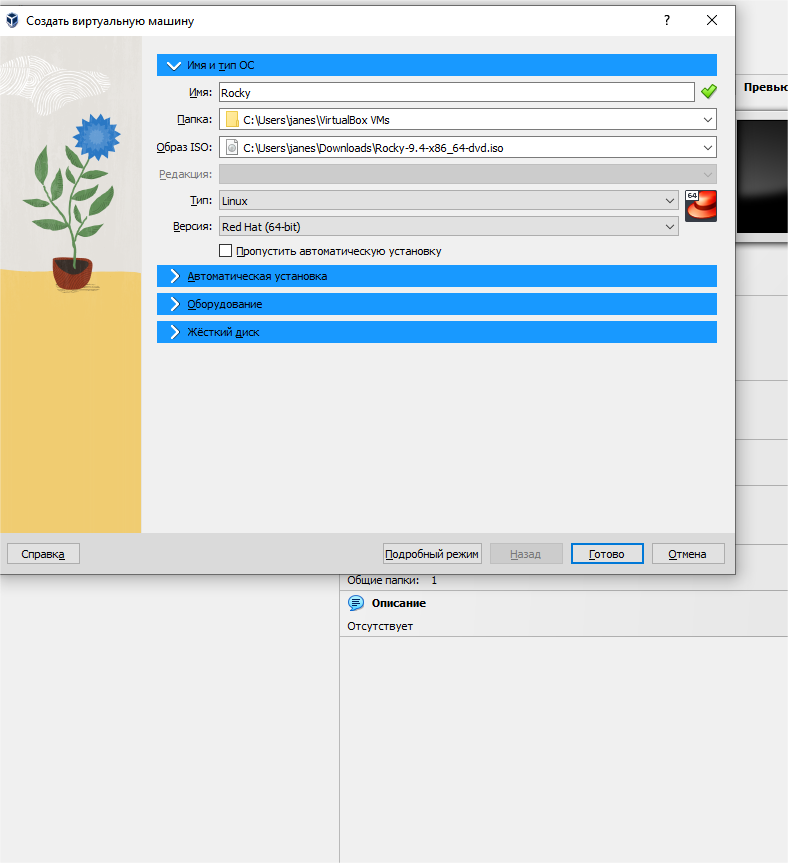 Создать виртуальную машину
?
Имя и тип ОС
Имя: Rocky
Папка: C:\Users\janes\VirtualBox VMs
Образ ISO: C:\Users\janes\Downloads\Rocky-9.4-x86_64-dvd.iso
Редакция:
Тип: Linux
64
Версия: Red Hat (64-bit)
Пропустить автоматическую установку
Автоматическая установка
Оборудование
Жёсткий диск
Справка
Подробный режим
Назад
Готово
Отмена
Превью
Общие папки: 1
Описание
Отсутствует